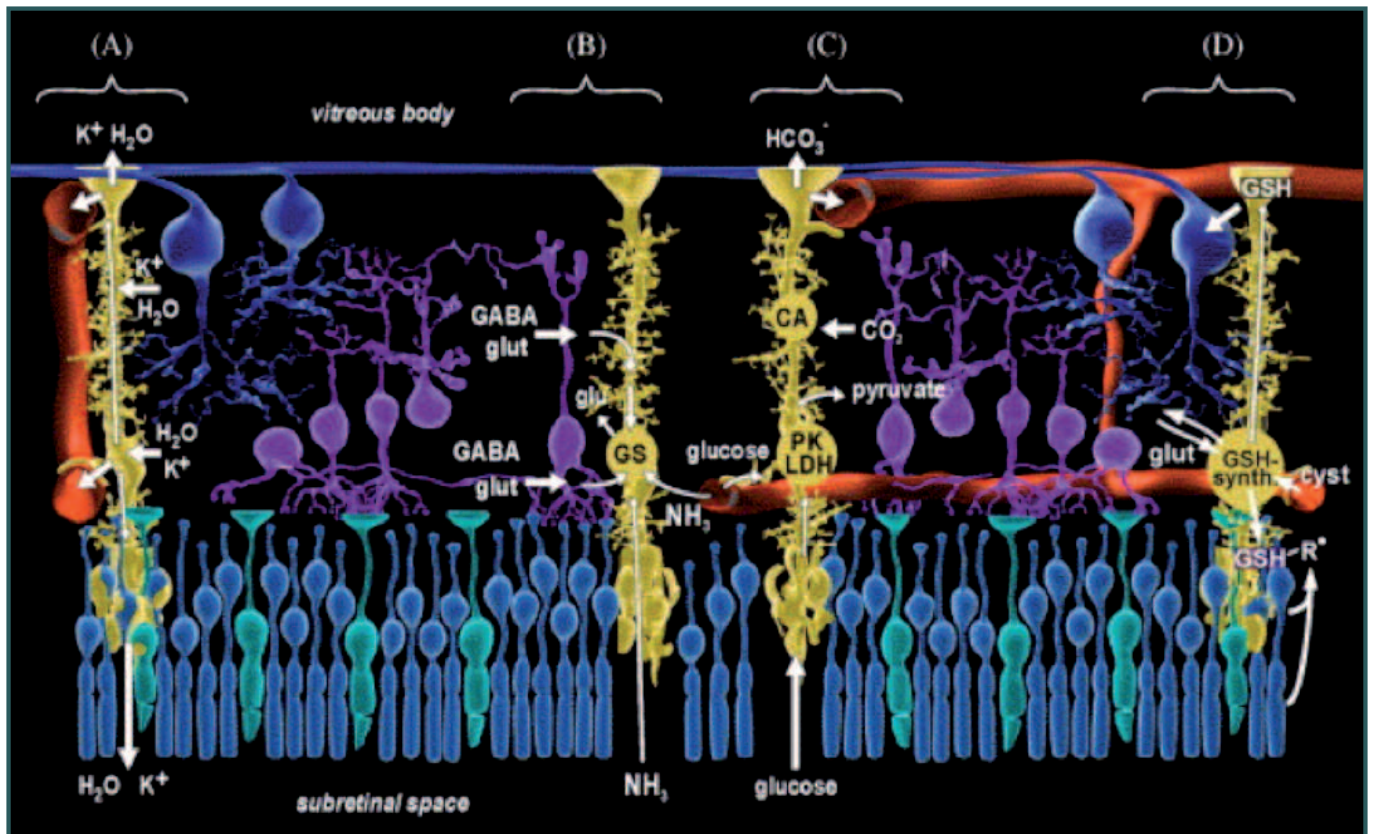 (A)
(B)
(C)
(D)
vitreous body
K⁺ H₂O
HCO₃⁻
GSH
K⁺
H₂O
GABA
glut
CA
CO₂
pyruvate
glu
H₂O
K⁺
GABA
GS
glucose
PK
LDH
glut
GSH-
synth.
cyst
glut
NH₃
GSH-R•
H₂O K⁺
NH₃
glucose
subretinal space